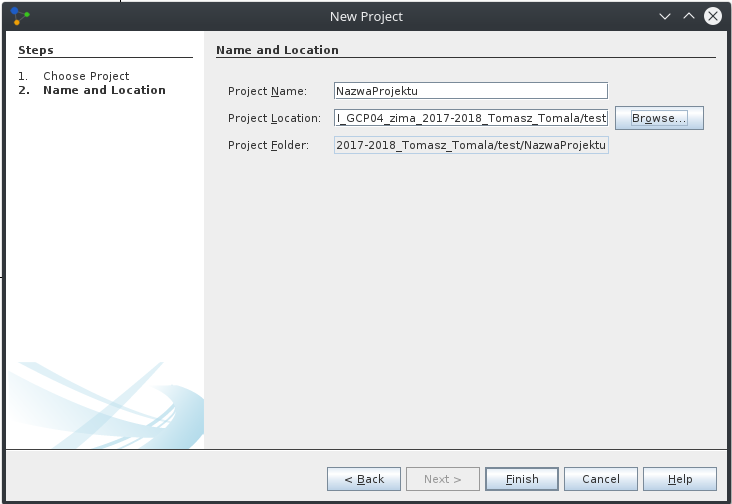 New Project
Steps
1. Choose Project
2. Name and Location
Name and Location
Project Name: NazwaProjektu
Project Location: I_GCP04_zima_2017-2018_Tomasz_Tomala/test Browse...
Project Folder: 2017-2018_Tomasz_Tomala/test/NazwaProjektu
< Back Next > Finish Cancel Help